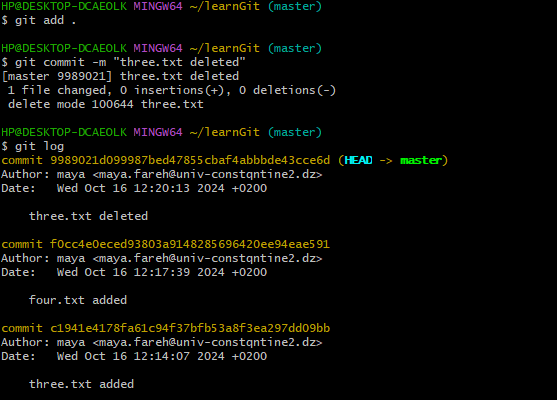 HP@DESKTOP-DCAEOLK MINGW64 ~/learnGit (master)
$ git add .
HP@DESKTOP-DCAEOLK MINGW64 ~/learnGit (master)
$ git commit -m "three.txt deleted"
[master 9989021] three.txt deleted
 1 file changed, 0 insertions(+), 0 deletions(-)
 delete mode 100644 three.txt
HP@DESKTOP-DCAEOLK MINGW64 ~/learnGit (master)
$ git log
commit 9989021d099987bed47855cbaf4abbbde43cce6d (HEAD -> master)
Author: maya <maya.fareh@univ-constqntine2.dz>
Date:   Wed Oct 16 12:20:13 2024 +0200
    three.txt deleted
commit f0cc4e0eced93803a9148285696420ee94eae591
Author: maya <maya.fareh@univ-constqntine2.dz>
Date:   Wed Oct 16 12:17:39 2024 +0200
    four.txt added
commit c1941e4178fa61c94f37bfb53a8f3ea297dd09bb
Author: maya <maya.fareh@univ-constqntine2.dz>
Date:   Wed Oct 16 12:14:07 2024 +0200
    three.txt added